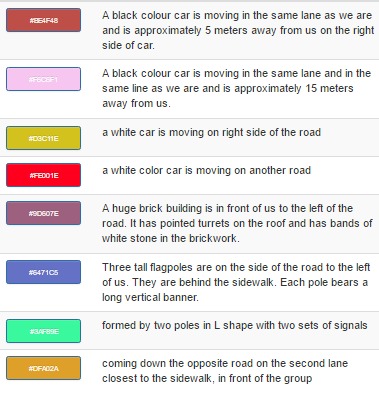 #BE4F48
A black colour car is moving in the same lane as we are
and is approximately 5 meters away from us on the right
side of car.
A black colour car is moving in the same lane and in the
same line as we are and is approximately 15 meters
away from us.
#D3C11E
a white car is moving on right side of the road
#FE001E
a white color car is moving on another road
#9D607E
A huge brick building is in front of us to the left of the
road. It has pointed turrets on the roof and has bands of
white stone in the brickwork.
#6471C5
Three tall flagpoles are on the side of the road to the left
of us. They are behind the sidewalk. Each pole bears a
long vertical banner.
formed by two poles in L shape with two sets of signals
#DFA02A
coming down the opposite road on the second lane
closest to the sidewalk, in front of the group